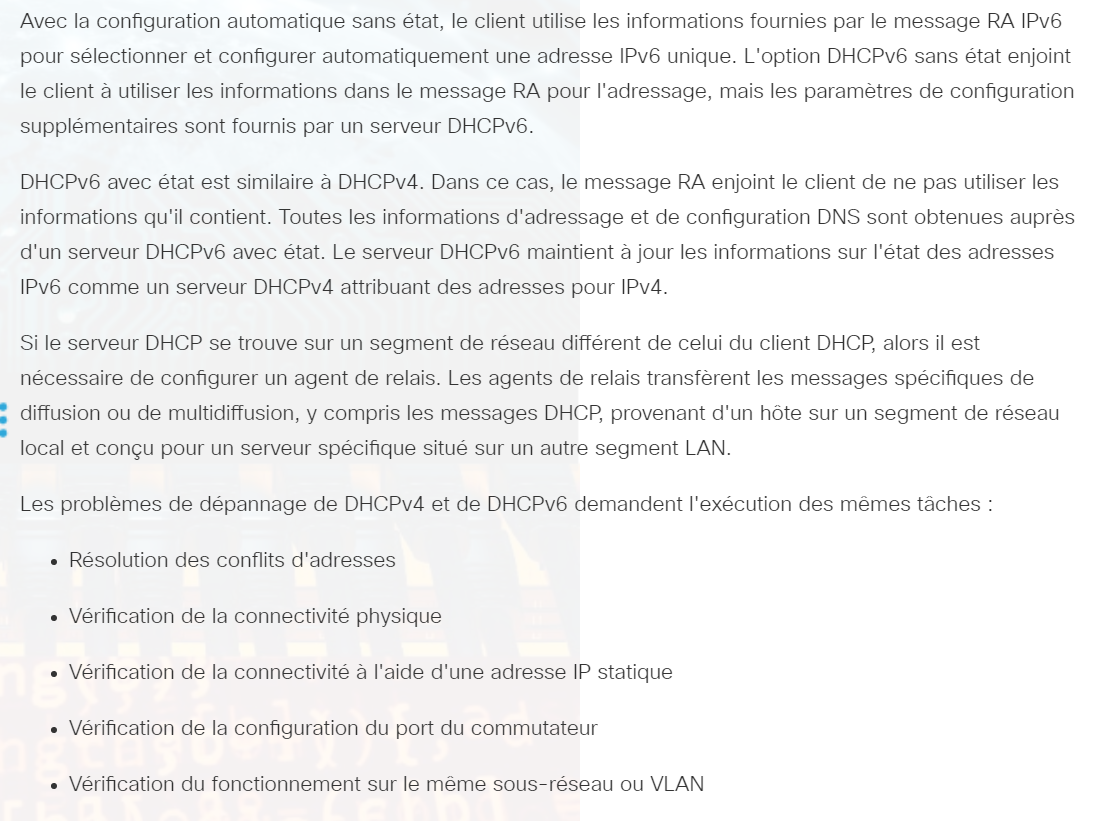 Avec la configuration automatique sans état, le client utilise les informations fournies par le message RA IPv6
pour sélectionner et configurer automatiquement une adresse IPv6 unique. L'option DHCPv6 sans état enjoint
le client à utiliser les informations dans le message RA pour l'adressage, mais les paramètres de configuration
supplémentaires sont fournis par un serveur DHCPv6.
DHCPv6 avec état est similaire à DHCPv4. Dans ce cas, le message RA enjoint le client de ne pas utiliser les
informations qu'il contient. Toutes les informations d'adressage et de configuration DNS sont obtenues auprès
d'un serveur DHCPv6 avec état. Le serveur DHCPv6 maintient à jour les informations sur l'état des adresses
IPv6 comme un serveur DHCPv4 attribuant des adresses pour IPv4.
Si le serveur DHCP se trouve sur un segment de réseau différent de celui du client DHCP, alors il est
nécessaire de configurer un agent de relais. Les agents de relais transfèrent les messages spécifiques de
diffusion ou de multidiffusion, y compris les messages DHCP, provenant d'un hôte sur un segment de réseau
local et conçu pour un serveur spécifique situé sur un autre segment LAN.
Les problèmes de dépannage de DHCPv4 et de DHCPv6 demandent l'exécution des mêmes tâches :
• Résolution des conflits d'adresses
• Vérification de la connectivité physique
• Vérification de la connectivité à l'aide d'une adresse IP statique
• Vérification de la configuration du port du commutateur
• Vérification du fonctionnement sur le même sous-réseau ou VLAN